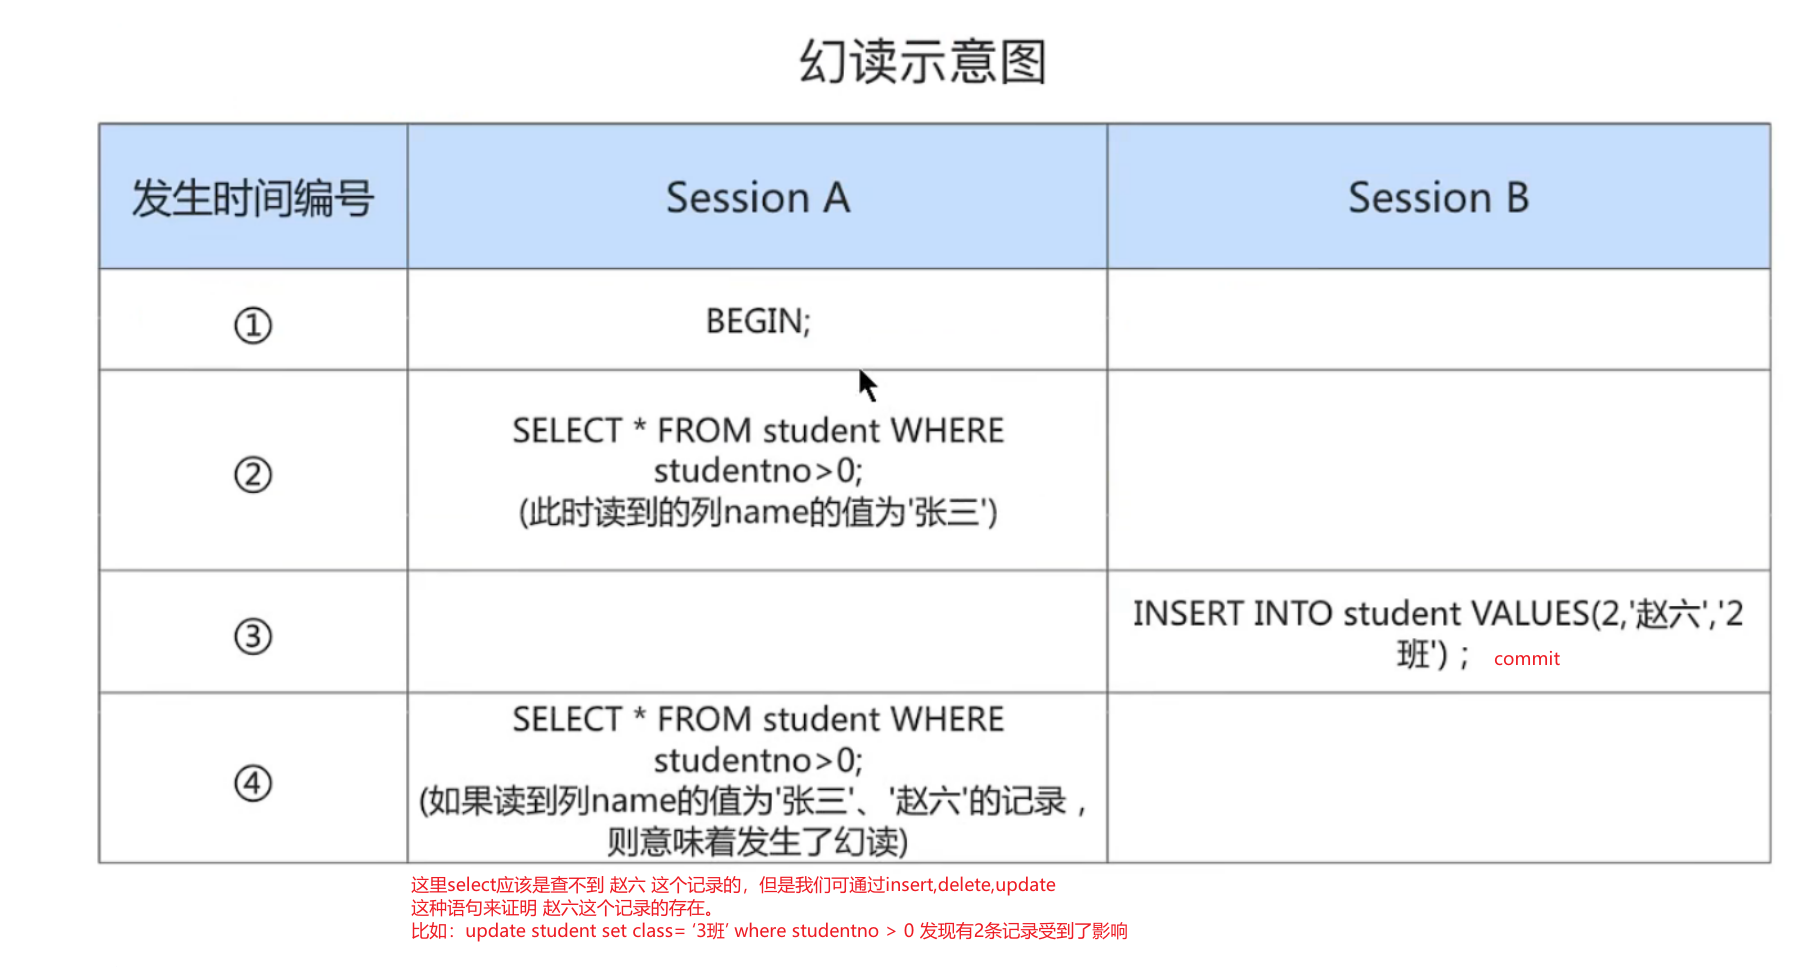 幻读示意图
发生时间编号
Session A
Session B
①
BEGIN;
②
SELECT * FROM student WHERE
studentno>0;
(此时读到的列name的值为'张三')
③
INSERT INTO student VALUES(2,'赵六','2
班')；
commit
④
SELECT * FROM student WHERE
studentno>0;
(如果读到列name的值为'张三'、'赵六'的记录，
则意味着发生了幻读)
这里select应该是查不到 赵六 这个记录的，但是我们可通过insert,delete,update
这种语句来证明 赵六这个记录的存在。
比如：update student set class= ‘3班’ where studentno > 0 发现有2条记录受到了影响